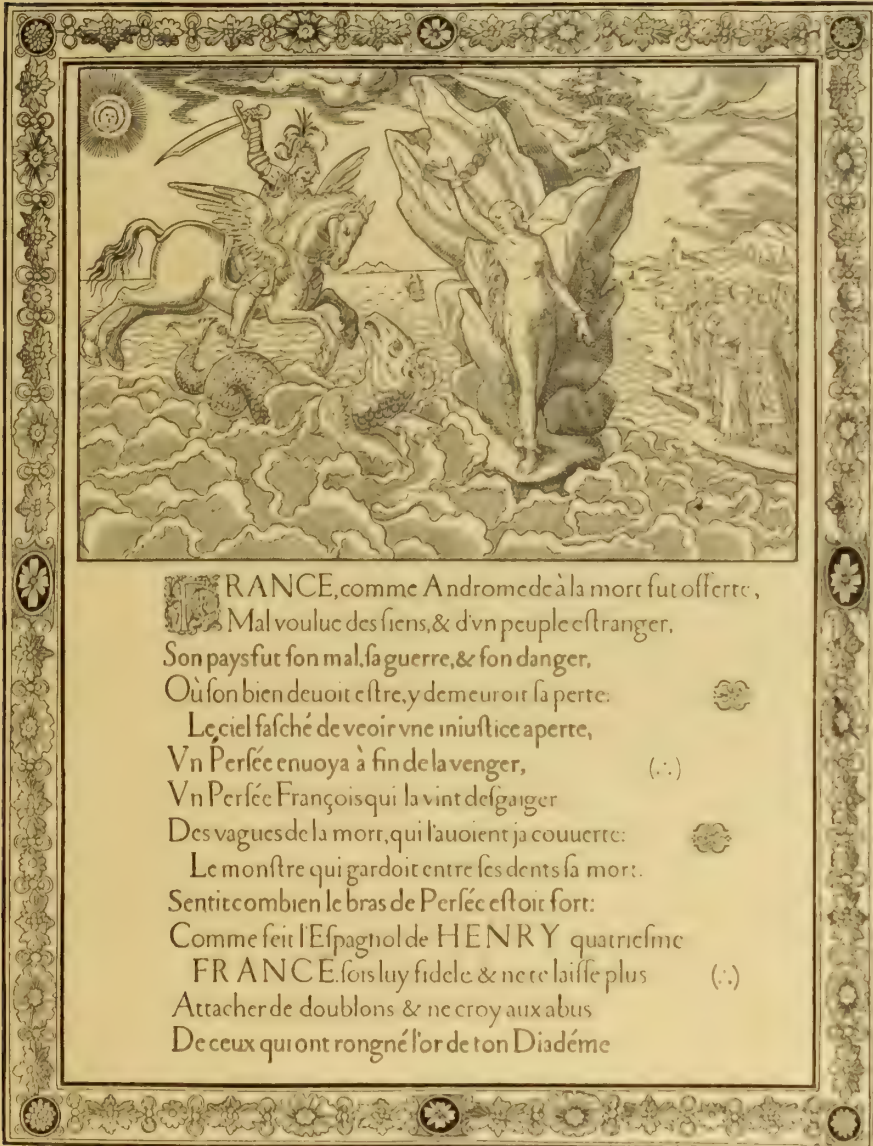 FRANCE, comme Andromede à la mort fut offerte,
Mal voulue des ſiens, & d'vn peuple eſtranger,
Son pays fut ſon mal, ſa guerre, & ſon danger,
Où ſon bien deuoit eſtre, y demeuroit ſa perte:
Le ciel faſché de veoir vne iniuſtice aperte,
Vn Perſée enuoya à fin de la venger,
Vn Perſée François qui la vint deſgaiger
Des vagues de la mort, qui l'auoient ja couuerte:
Le monſtre qui gardoit entre ſes dents ſa mort.
Sentit combien le bras de Perſée eſtoit fort:
Comme feit l'Eſpagnol de HENRY quatrieſme
FRANCE. ſois luy fidele & ne te laiſſe plus
Attacher de doublons & ne croy aux abus
De ceux qui ont rongné l'or de ton Diadéme